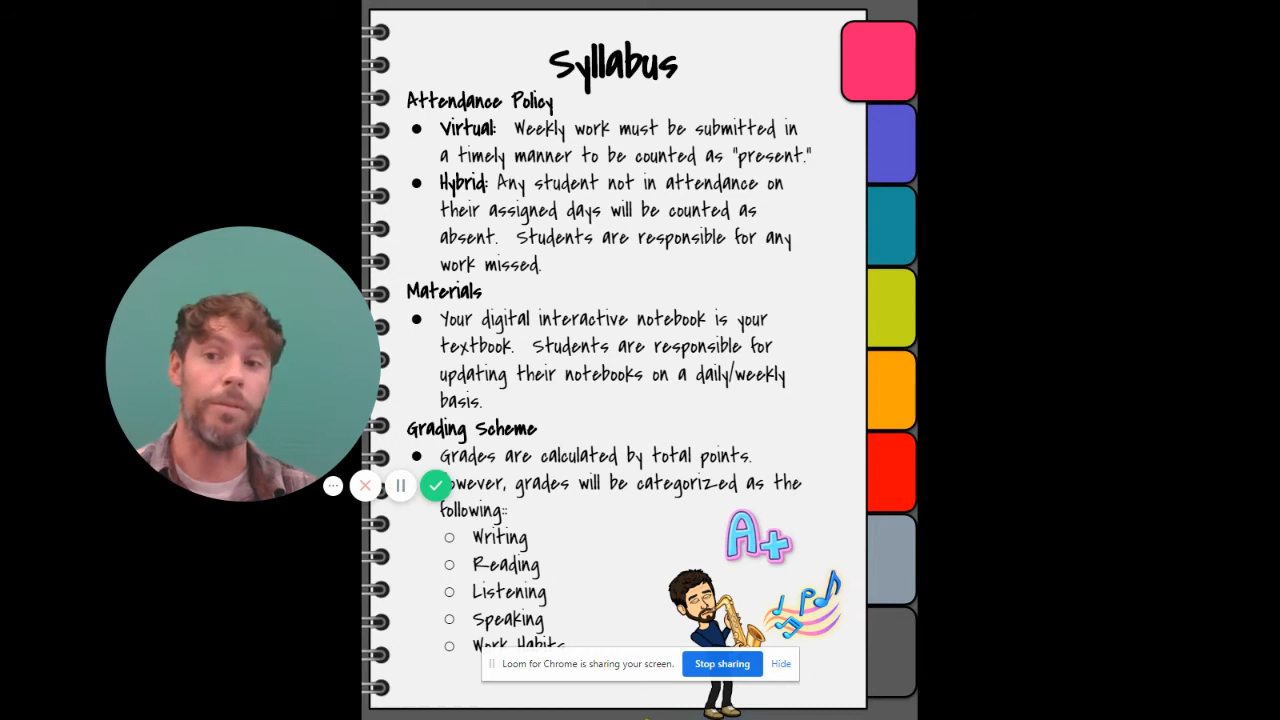 Syllabus
Attendance Policy
● Virtual: Weekly work must be submitted in
a timely manner to be counted as "present."
● Hybrid: Any student not in attendance on
their assigned days will be counted as
absent. Students are responsible for any
work missed.
Materials
● Your digital interactive notebook is your
textbook. Students are responsible for
updating their notebooks on a daily/weekly
basis.
Grading Scheme
● Grades are calculated by total points.
owever, grades will be categorized as the
following::
○ Writing
○ Reading
○ Listening
○ Speaking
○ Work Habits
A+
Loom for Chrome is sharing your screen. Stop sharing Hide